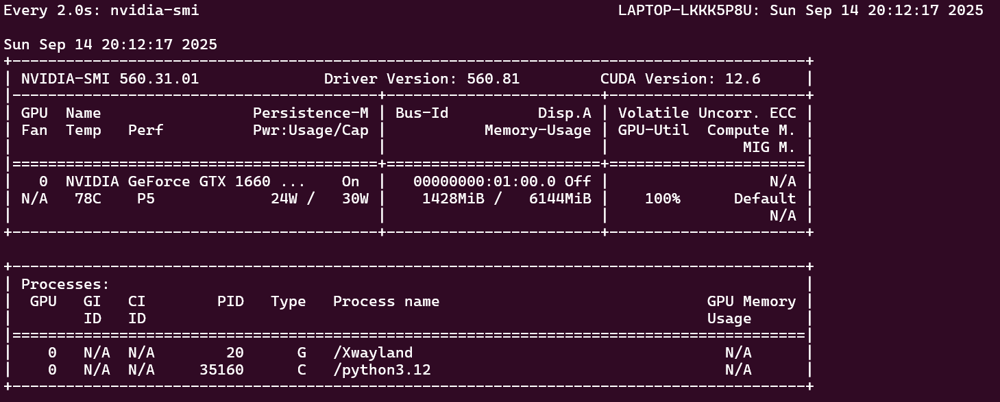 Every 2.0s: nvidia-smi                                               LAPTOP-LKKK5P8U: Sun Sep 14 20:12:17 2025
Sun Sep 14 20:12:17 2025
+-----------------------------------------------------------------------------------------+
| NVIDIA-SMI 560.31.01              Driver Version: 560.81         CUDA Version: 12.6     |
|-----------------------------------------+------------------------+----------------------+
| GPU  Name                 Persistence-M | Bus-Id          Disp.A | Volatile Uncorr. ECC |
| Fan  Temp   Perf          Pwr:Usage/Cap |           Memory-Usage | GPU-Util  Compute M. |
|                                         |                        |               MIG M. |
|=========================================+========================+======================|
|   0  NVIDIA GeForce GTX 1660 ...    On  |   00000000:01:00.0 Off |                  N/A |
| N/A   78C    P5              24W /   30W |    1428MiB /   6144MiB |    100%      Default |
|                                         |                        |                  N/A |
+-----------------------------------------+------------------------+----------------------+
+-----------------------------------------------------------------------------------------+
| Processes:                                                                              |
|  GPU   GI   CI        PID   Type   Process name                              GPU Memory |
|        ID   ID                                                               Usage      |
|=========================================================================================|
|    0   N/A  N/A        20      G   /Xwayland                                   N/A      |
|    0   N/A  N/A     35160      C   /python3.12                                 N/A      |
+-----------------------------------------------------------------------------------------+